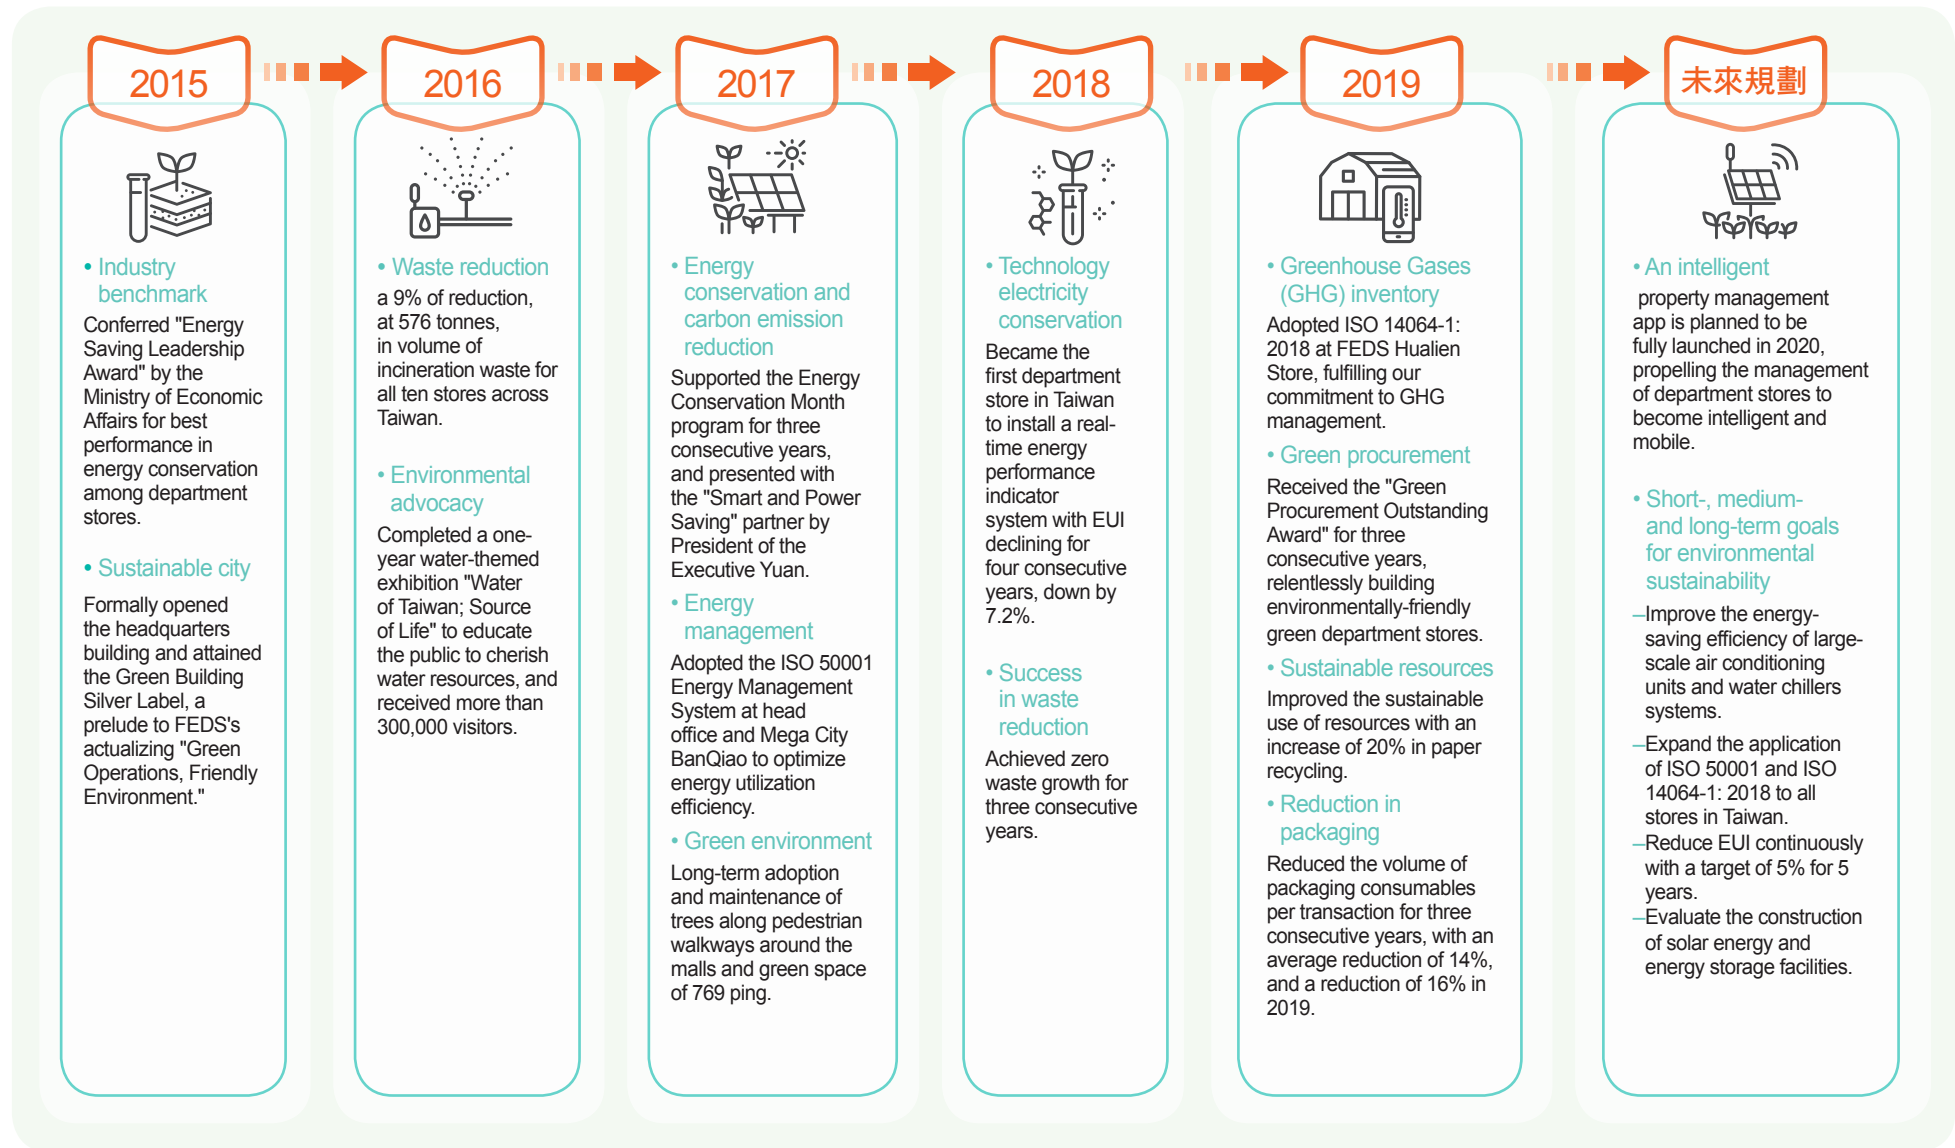 2015
• Industry
benchmark
Conferred "Energy
Saving Leadership
Award" by the
Ministry of Economic
Affairs for best
performance in
energy conservation
among department
stores.
• Sustainable city
Formally opened
the headquarters
building and attained
the Green Building
Silver Label, a
prelude to FEDS's
actualizing "Green
Operations, Friendly
Environment."
2016
• Waste reduction
a 9% of reduction,
at 576 tonnes,
in volume of
incineration waste for
all ten stores across
Taiwan.
• Environmental
advocacy
Completed a one-
year water-themed
exhibition "Water
of Taiwan; Source
of Life" to educate
the public to cherish
water resources, and
received more than
300,000 visitors.
2017
• Energy
conservation and
carbon emission
reduction
Supported the Energy
Conservation Month
program for three
consecutive years,
and presented with
the "Smart and Power
Saving" partner by
President of the
Executive Yuan.
• Energy
management
Adopted the ISO 50001
Energy Management
System at head
office and Mega City
BanQiao to optimize
energy utilization
efficiency.
• Green environment
Long-term adoption
and maintenance of
trees along pedestrian
walkways around the
malls and green space
of 769 ping.
2018
• Technology
electricity
conservation
Became the
first department
store in Taiwan
to install a real-
time energy
performance
indicator
system with EUI
declining for
four consecutive
years, down by
7.2%.
• Success
in waste
reduction
Achieved zero
waste growth for
three consecutive
years.
2019
• Greenhouse Gases
(GHG) inventory
Adopted ISO 14064-1:
2018 at FEDS Hualien
Store, fulfilling our
commitment to GHG
management.
• Green procurement
Received the "Green
Procurement Outstanding
Award" for three
consecutive years,
relentlessly building
environmentally-friendly
green department stores.
• Sustainable resources
Improved the sustainable
use of resources with an
increase of 20% in paper
recycling.
• Reduction in
packaging
Reduced the volume of
packaging consumables
per transaction for three
consecutive years, with an
average reduction of 14%,
and a reduction of 16% in
2019.
未來規劃
• An intelligent
property management
app is planned to be
fully launched in 2020,
propelling the management
of department stores to
become intelligent and
mobile.
• Short-, medium-
and long-term goals
for environmental
sustainability
–Improve the energy-
saving efficiency of large-
scale air conditioning
units and water chillers
systems.
–Expand the application
of ISO 50001 and ISO
14064-1: 2018 to all
stores in Taiwan.
–Reduce EUI continuously
with a target of 5% for 5
years.
–Evaluate the construction
of solar energy and
energy storage facilities.